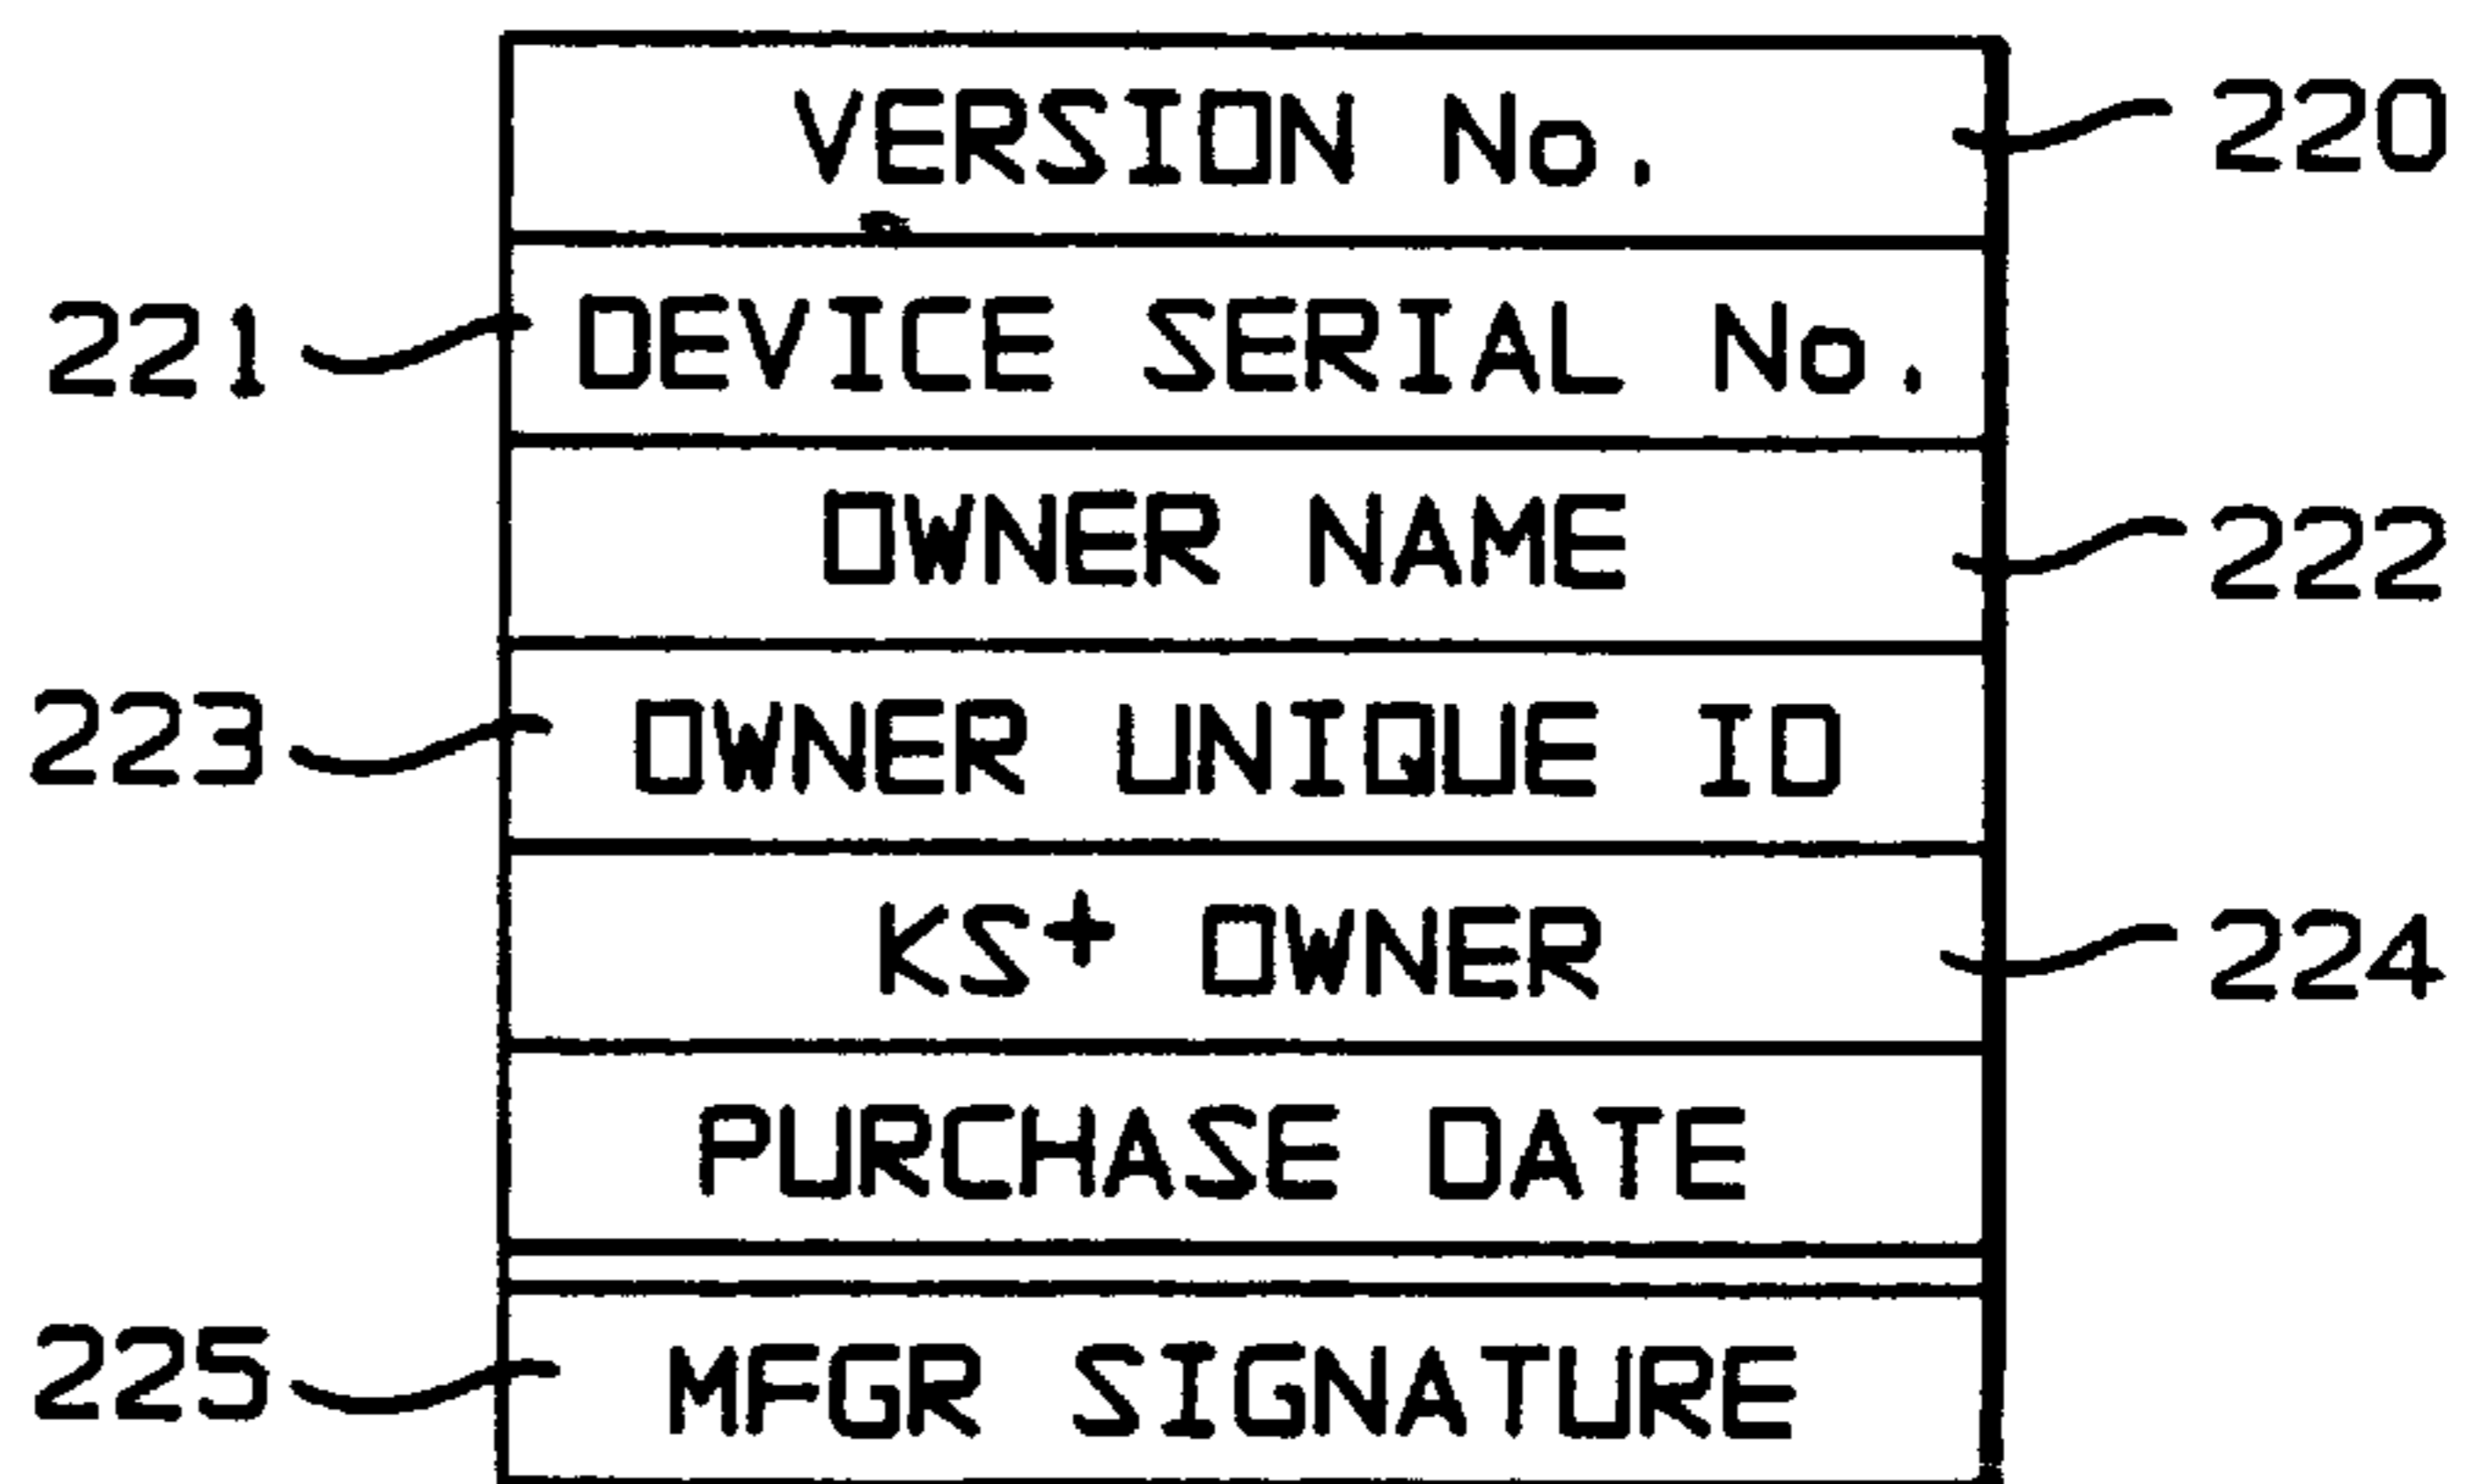 VERSION No. 220
221 DEVICE SERIAL No.
OWNER NAME 222
223 OWNER UNIQUE ID
KS+ OWNER 224
PURCHASE DATE
225 MFGR SIGNATURE